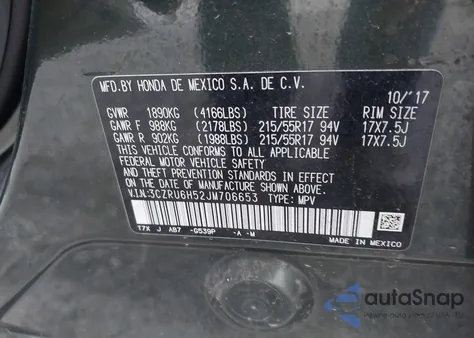 MFD.BY HONDA DE MEXICO S.A. DE C.V.
10/'17
GVWR 1890KG (4166LBS) TIRE SIZE RIM SIZE
GAWR F 988KG (2178LBS) 215/55R17 94V 17X7.5J
GAWR R 902KG (1988LBS) 215/55R17 94V 17X7.5J
THIS VEHICLE CONFORMS TO ALL APPLICABLE
FEDERAL MOTOR VEHICLE SAFETY AND
THEFT PREVENTION STANDARDS IN EFFECT ON
THE DATE OF MANUFACTURE SHOWN ABOVE.
V.I.N:3CZRU6H52JM706653 TYPE: MPV
T7X J AB7 -G539P -A -M
MADE IN MEXICO
autoSnap